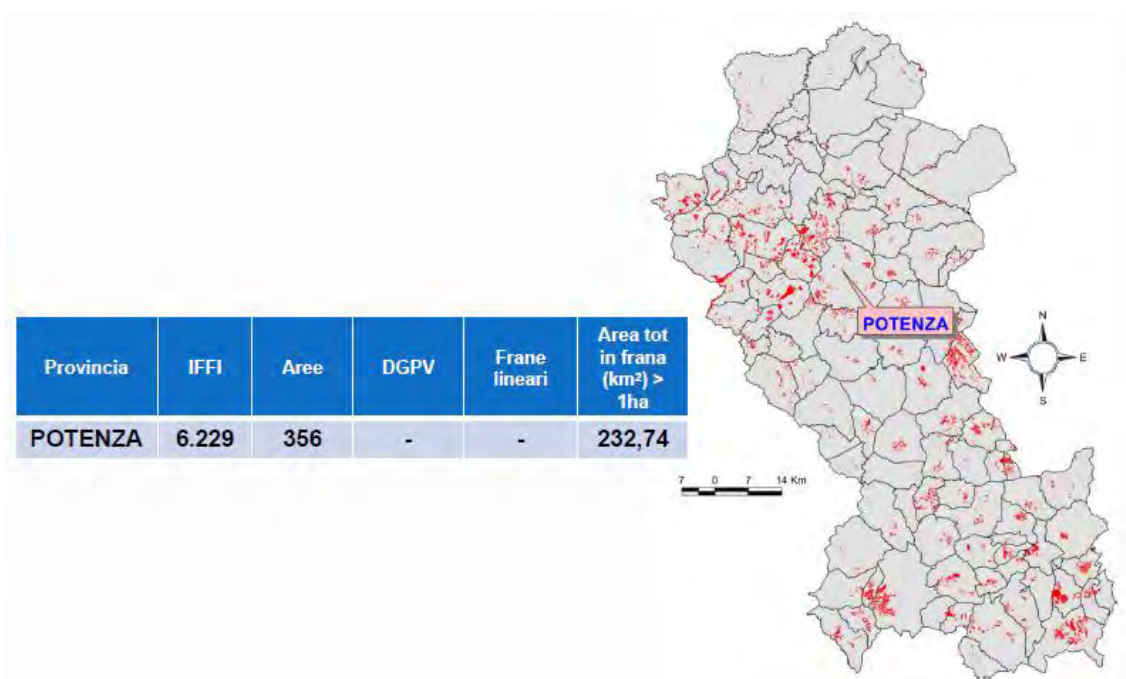 Provincia IFFI Aree DGPV Frane lineari Area tot in frana (km²) > 1ha
POTENZA 6.229 356 - - 232,74
POTENZA
N
W E
S
7 0 7 14 Km